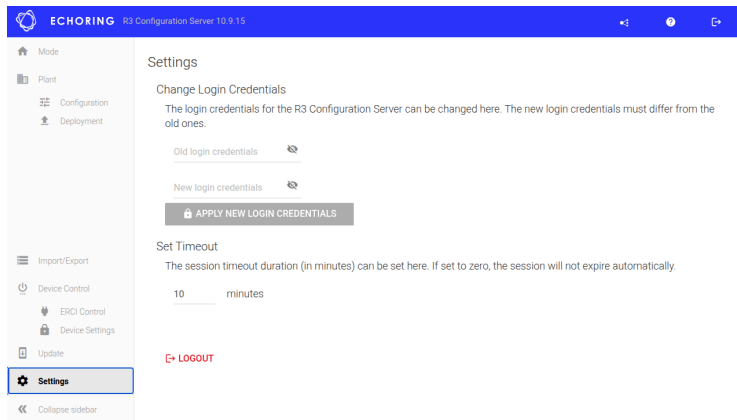 ECHORING R3 Configuration Server 10.9.15
Mode
Plant
Configuration
Deployment
Import/Export
Device Control
ERCI Control
Device Settings
Update
Settings
Collapse sidebar
Settings
Change Login Credentials
The login credentials for the R3 Configuration Server can be changed here. The new login credentials must differ from the
old ones.
Old login credentials
New login credentials
APPLY NEW LOGIN CREDENTIALS
Set Timeout
The session timeout duration (in minutes) can be set here. If set to zero, the session will not expire automatically.
10 minutes
LOGOUT